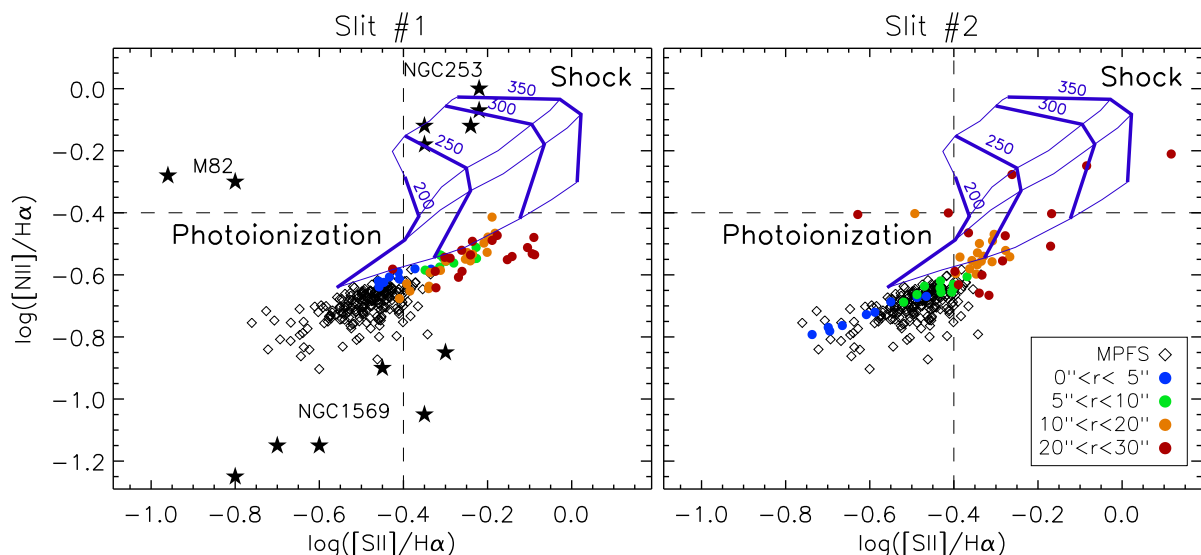 Slit #1
Slit #2
NGC253
Shock
350
300
250
200
M82
Photoionization
NGC1569
Shock
350
300
250
200
Photoionization
MPFS
0"<r< 5"
5"<r<10"
10"<r<20"
20"<r<30"
0.0
−0.2
−0.4
−0.6
−0.8
−1.0
−1.2
log([NII]/Hα)
−1.0 −0.8 −0.6 −0.4 −0.2 0.0
−1.0 −0.8 −0.6 −0.4 −0.2 0.0
log([SII]/Hα)
log([SII]/Hα)